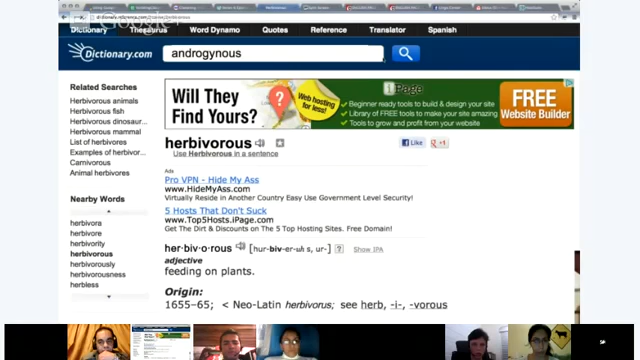 Dictionary Thesaurus Word Dynamo Quotes Reference Translator Spanish
Dictionary.com
androgynous
Related Searches
Herbivorous animals
Herbivorous fish
Herbivorous dinosaur...
Herbivorous mammal
List of herbivores
Examples of herbivor...
Carnivorous
Animal herbivores
Nearby Words
herbivora
herbivore
herbivority
herbivorous
herbivorously
herbivorousness
herbless
Will They
Find Yours?
Web hosting
for less!
iPage
Beginner ready tools to build & design your site
Library of FREE tools to make your site amazing
Tools to grow and profit from your website
FREE
Website Builder
herbivorous
Like
+1
Use Herbivorous in a sentence
Ads
Pro VPN - Hide My Ass
www.HideMyAss.com
Virtually Reside in Another Country Easy Use Government Level Security!
5 Hosts That Don't Suck
www.Top5Hosts.iPage.com
Get The Dirt & Discounts on The 5 Top Hosting Sites. Free Domain!
her·biv·o·rous [hur-biv-er-uhs, ur-] ? Show IPA
adjective
feeding on plants.
Origin:
1655–65; < Neo-Latin herbivorus; see herb, -i-, -vorous